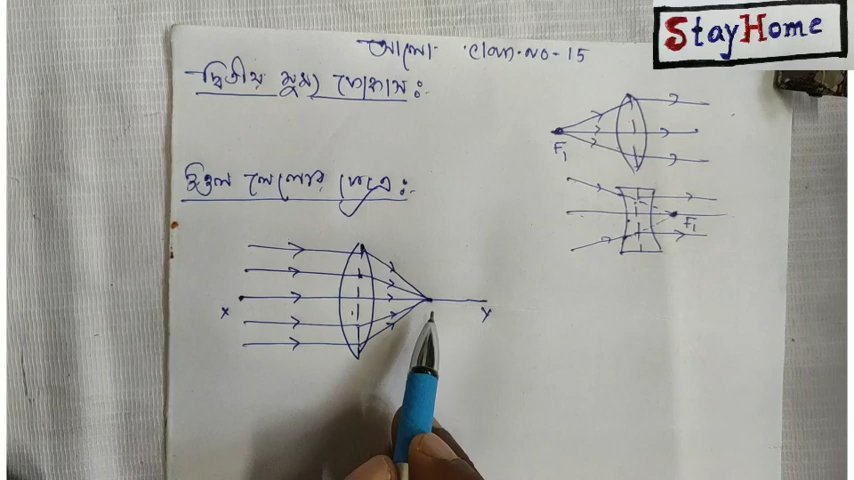 StayHome
আলো Class.NO-15
দ্বিতীয় মুখ্য ফোকাস:
F₁
উত্তল লেন্সের ক্ষেত্রে:
F₁
X
Y